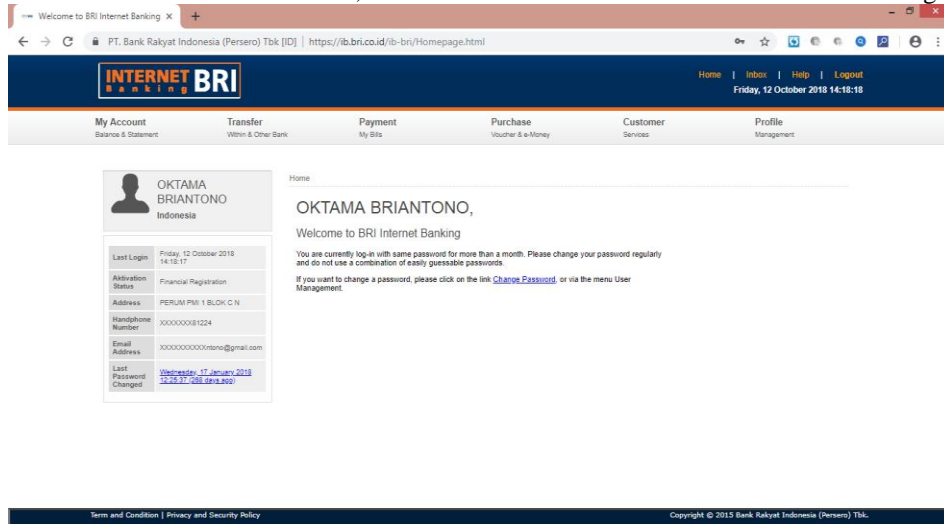 Welcome to BRI Internet Banking
PT. Bank Rakyat Indonesia (Persero) Tbk [ID] | https://ib.bri.co.id/ib-bri/Homepage.html
INTERNET
Banking
BRI
Home | Inbox | Help | Logout
Friday, 12 October 2018 14:18:18
My Account
Balance & Statement
Transfer
Within & Other Bank
Payment
My Bills
Purchase
Voucher & e-Money
Customer
Services
Profile
Management
OKTAMA
BRIANTONO
Indonesia
Last Login
Friday, 12 October 2018
14:18:17
Aktivation
Status
Financial Registration
Address
PERUM PMI 1 BLOK C N
Handphone
Number
XXXXXXX81224
Email
Address
XXXXXXXXXXntono@gmail.com
Last
Password
Changed
Wednesday, 17 January 2018
12:25:37 (268 days ago)
Home
OKTAMA BRIANTONO,
Welcome to BRI Internet Banking
You are currently log-in with same password for more than a month. Please change your password regularly
and do not use a combination of easily guessable passwords.
If you want to change a password, please click on the link Change Password, or via the menu User
Management.
Term and Condition | Privacy and Security Policy
Copyright © 2015 Bank Rakyat Indonesia (Persero) Tbk.